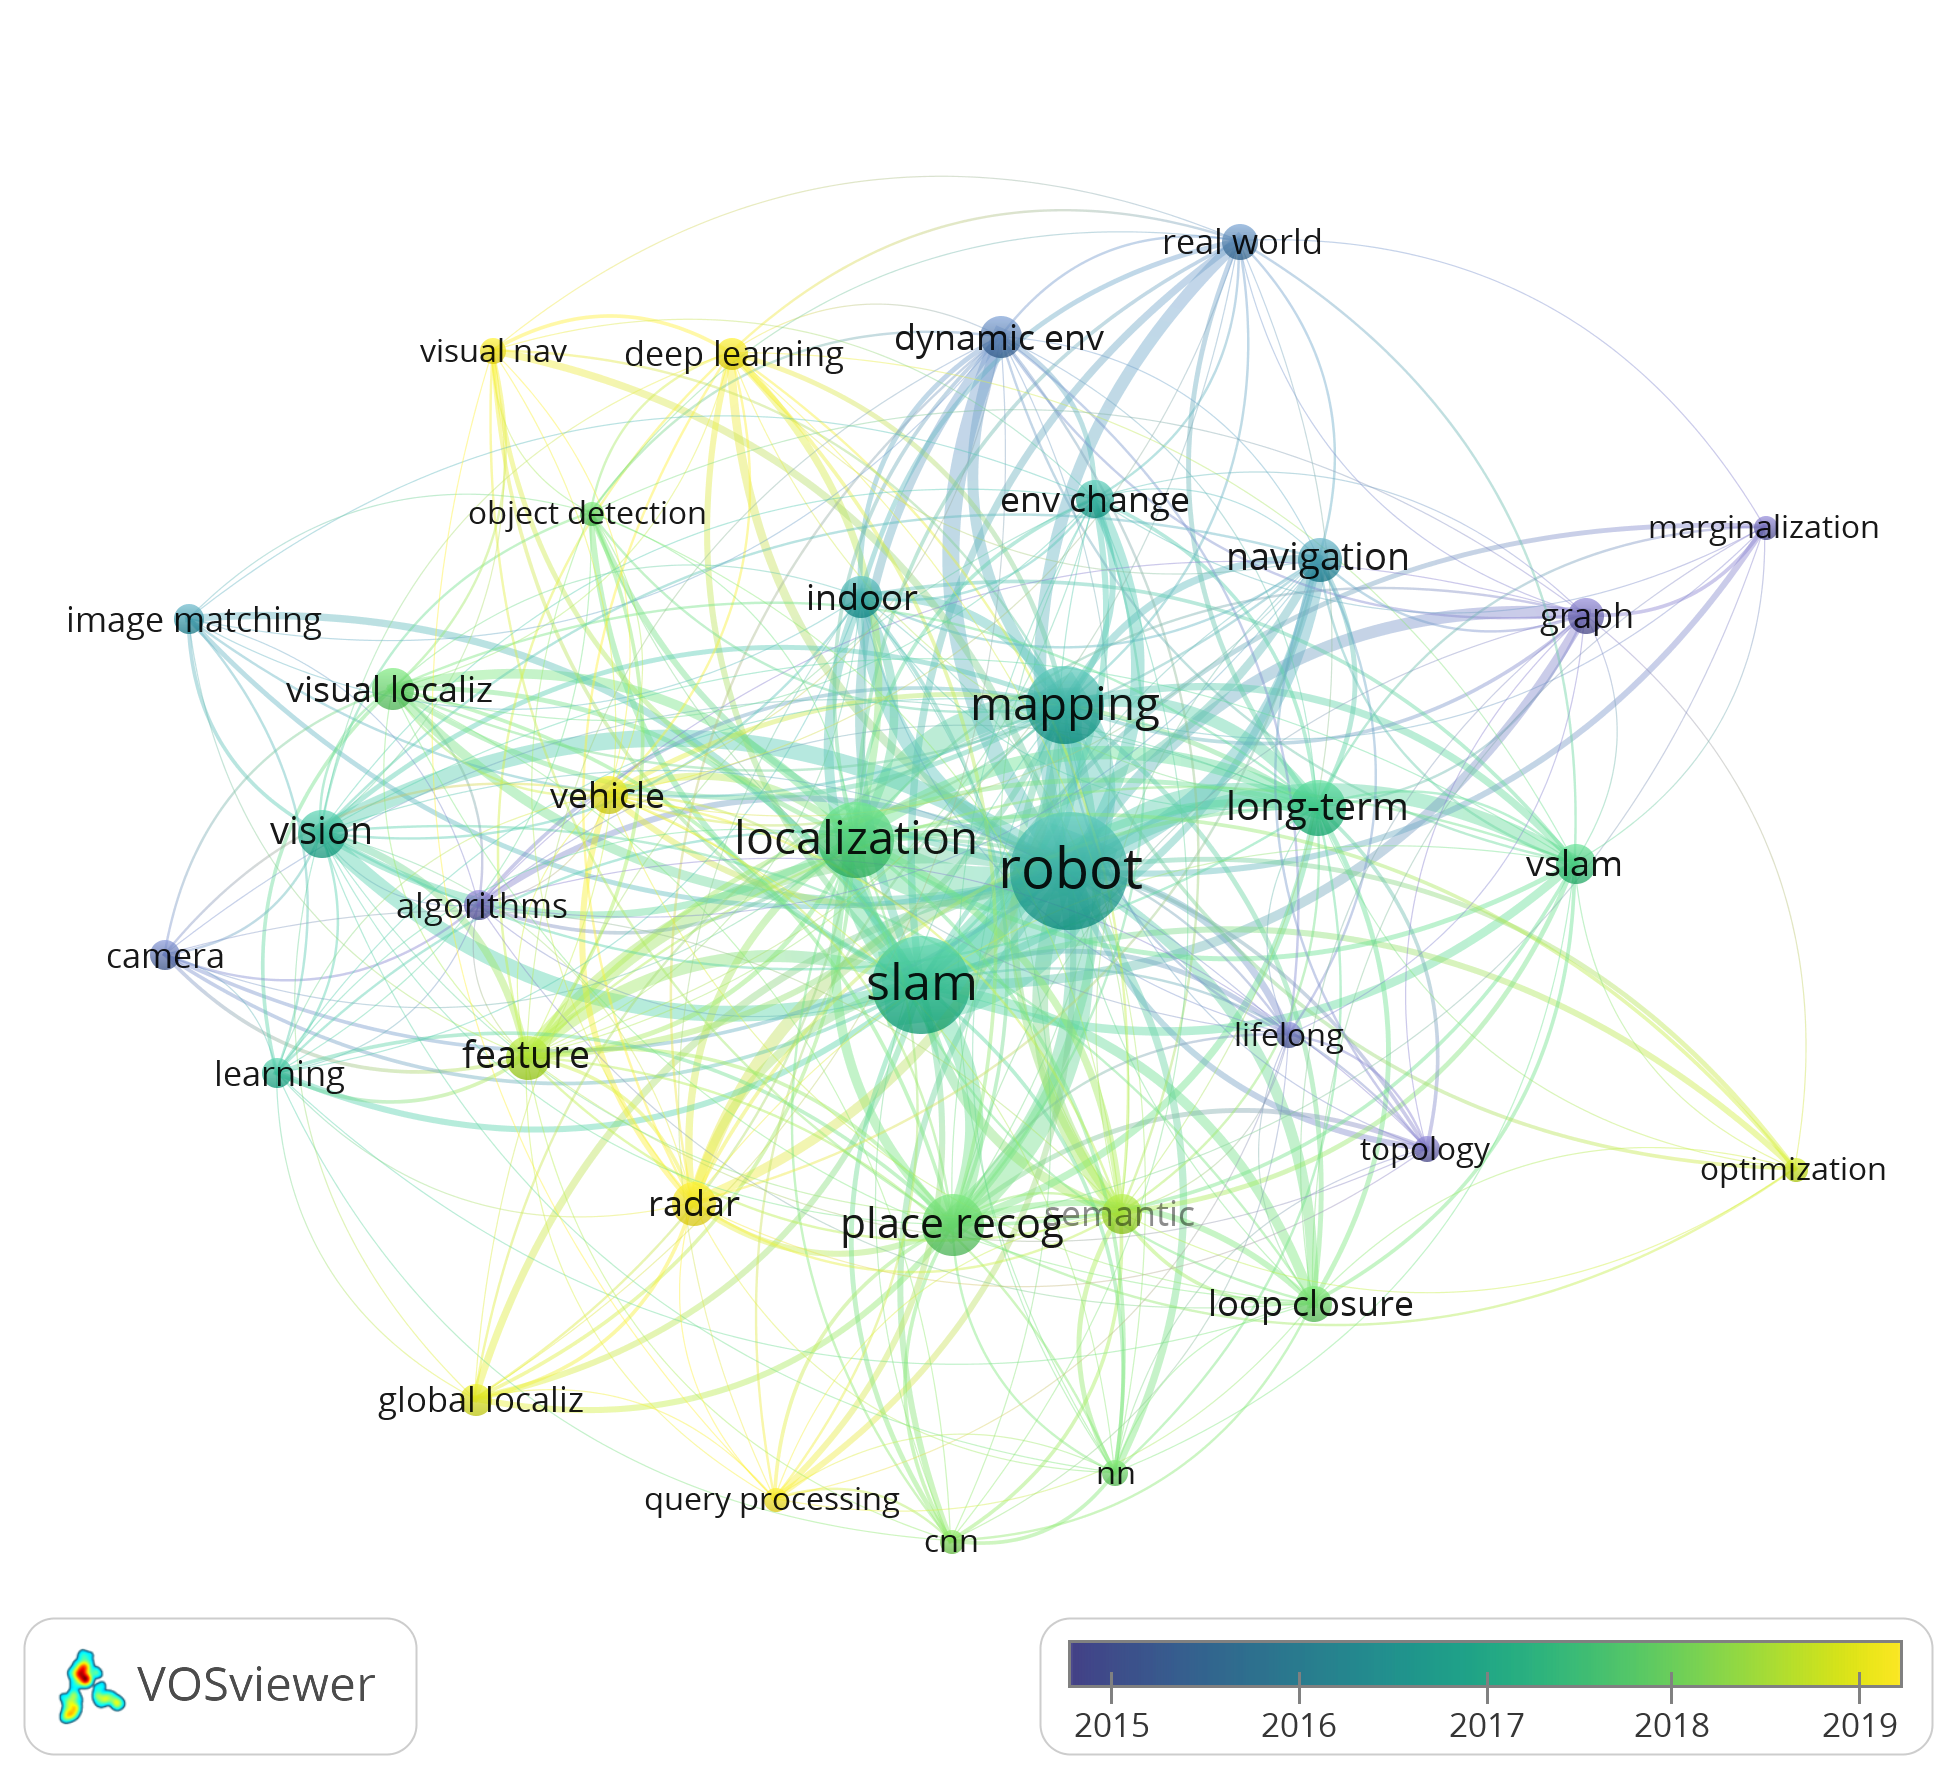 real world
dynamic env
visual nav
deep learning
env change
object detection
marginalization
navigation
indoor
graph
image matching
visual localiz
mapping
vehicle
long-term
vision
localization
robot
vslam
algorithms
camera
slam
lifelong
feature
learning
topology
optimization
radar
place recog
semantic
loop closure
global localiz
nn
query processing
cnn
VOSviewer
2015
2016
2017
2018
2019